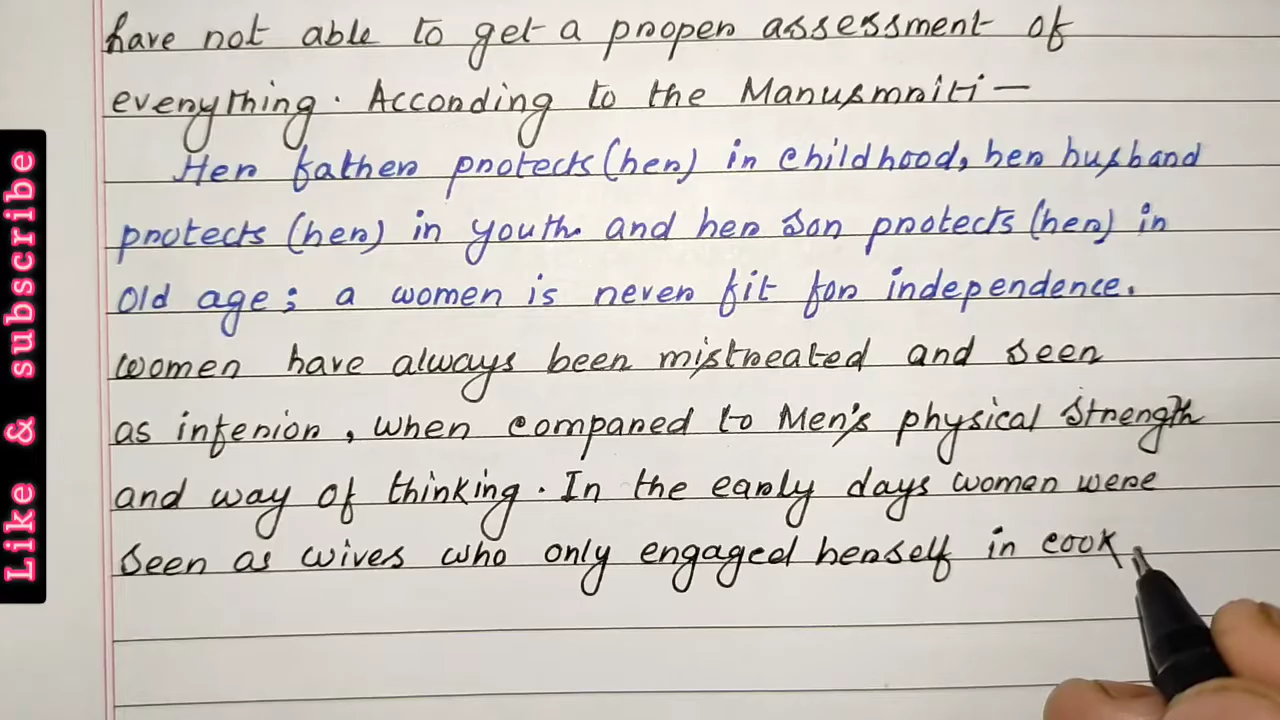 have not able to get a proper assessment of
everything. According to the Manusmriti —
Her father protects (her) in childhood, her husband
protects (her) in youth and her son protects (her) in
old age; a women is never fit for independence.
women have always been mistreated and seen
as inferior, when compared to Men's physical strength
and way of thinking. In the early days women were
seen as wives who only engaged herself in cook
Like & subscribe